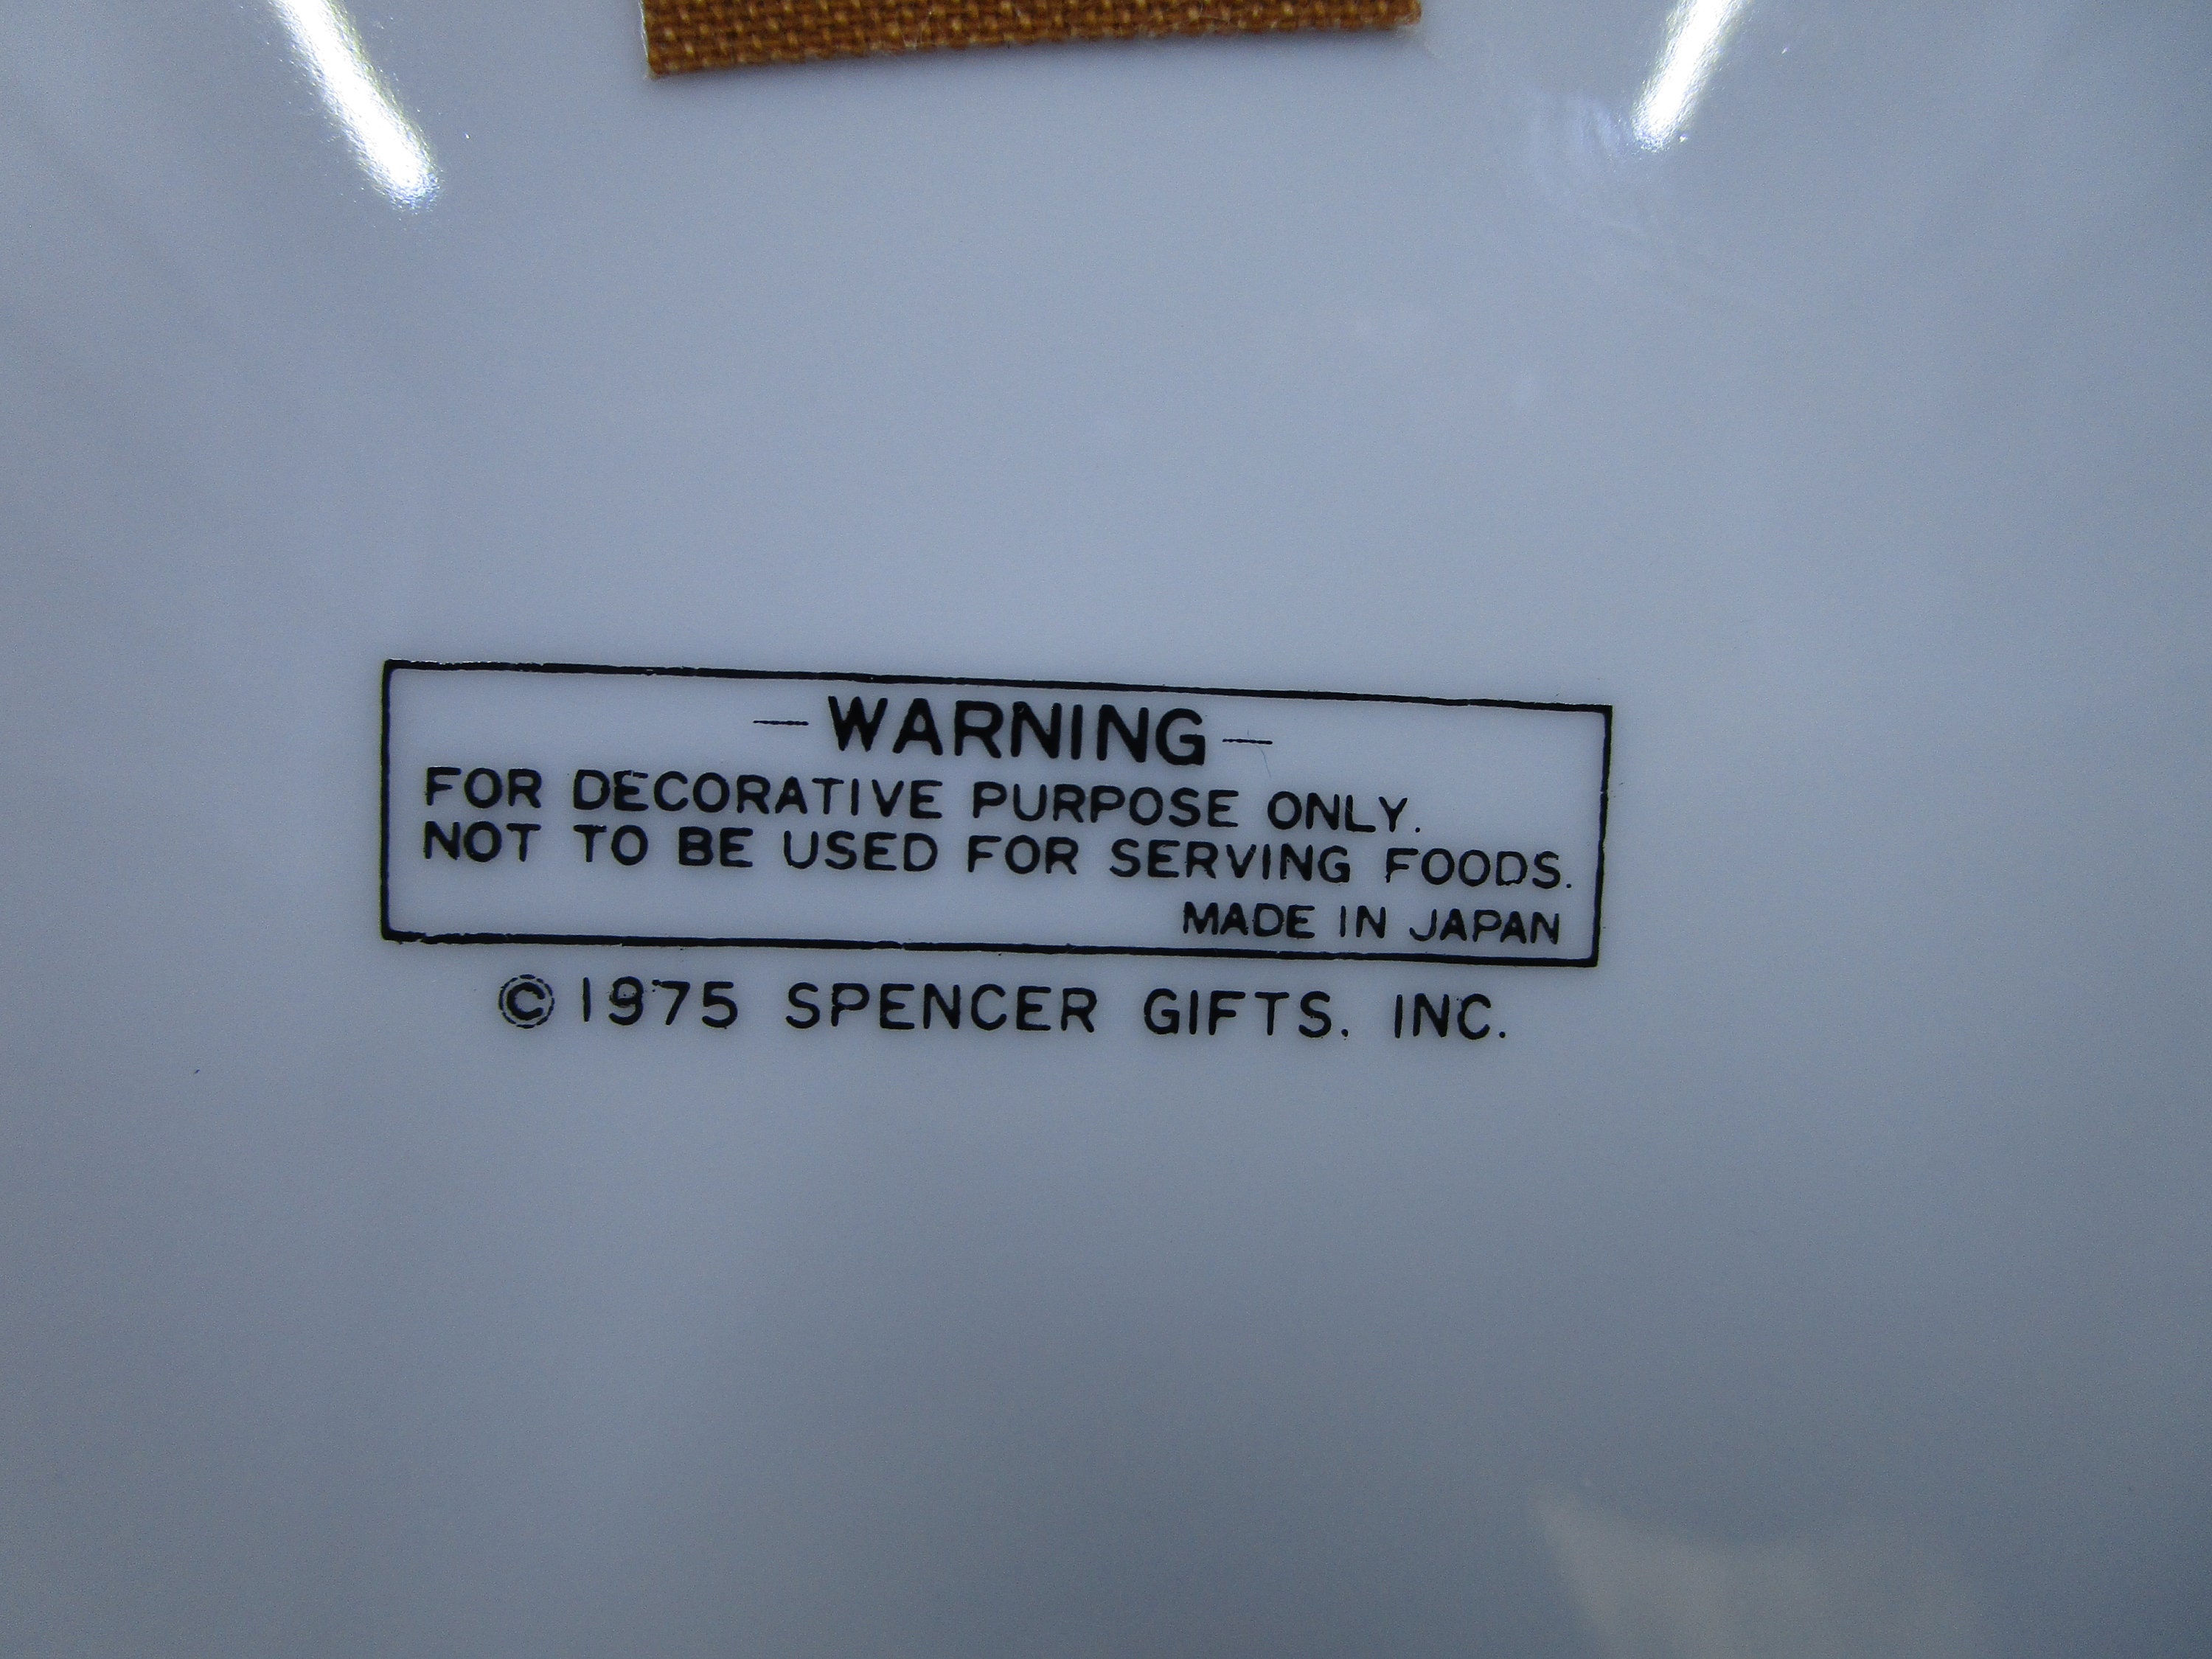 — WARNING —
FOR DECORATIVE PURPOSE ONLY.
NOT TO BE USED FOR SERVING FOODS.
MADE IN JAPAN
© 1975 SPENCER GIFTS. INC.